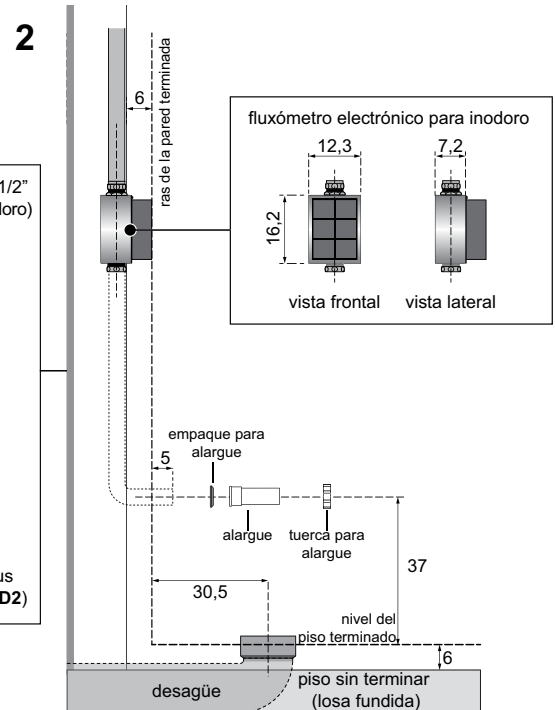 2
6
ras de la pared terminada
fluxómetro electrónico para inodoro
12,3
7,2
16,2
vista frontal
vista lateral
1/2”
loro)
us
D2)
5
empaque para
alargue
alargue
tuerca para
alargue
37
30,5
nivel del
piso terminado
6
desagüe
piso sin terminar
(losa fundida)